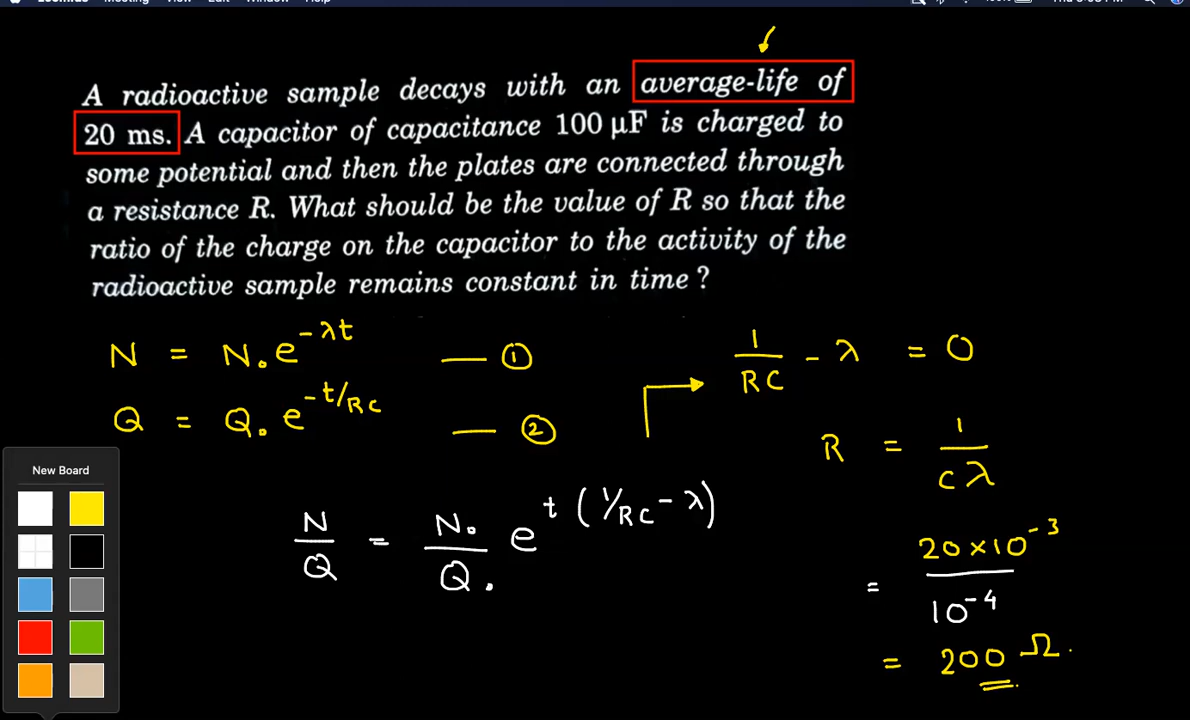 A radioactive sample decays with an average-life of
20 ms. A capacitor of capacitance 100 μF is charged to
some potential and then the plates are connected through
a resistance R. What should be the value of R so that the
ratio of the charge on the capacitor to the activity of the
radioactive sample remains constant in time ?
N = N₀ e^(-λt) — ①
Q = Q₀ e^(-t/RC) — ②
N/Q = N₀/Q₀ e^(t(1/RC - λ))
1/RC - λ = 0
R = 1/Cλ
= 20×10^-3 / 10^-4
= 200 Ω.
New Board